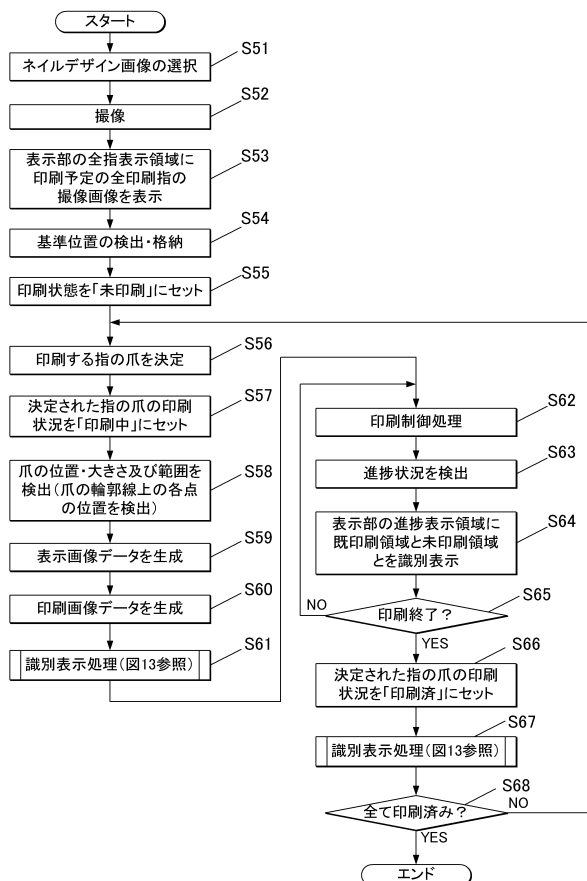 スタート
S51
ネイルデザイン画像の選択
S52
撮像
S53
表示部の全指表示領域に
印刷予定の全印刷指の
撮像画像を表示
S54
基準位置の検出・格納
S55
印刷状態を「未印刷」にセット
S56
印刷する指の爪を決定
S57
決定された指の爪の印刷
状況を「印刷中」にセット
S58
爪の位置・大きさ及び範囲を
検出(爪の輪郭線上の各点
の位置を検出)
S59
表示画像データを生成
S60
印刷画像データを生成
S61
識別表示処理(図13参照)
S62
印刷制御処理
S63
進捗状況を検出
S64
表示部の進捗表示領域に
既印刷領域と未印刷領域
とを識別表示
S65
NO
印刷終了?
YES
S66
決定された指の爪の印刷
状況を「印刷済」にセット
S67
識別表示処理(図13参照)
S68
全て印刷済み?
NO
YES
エンド